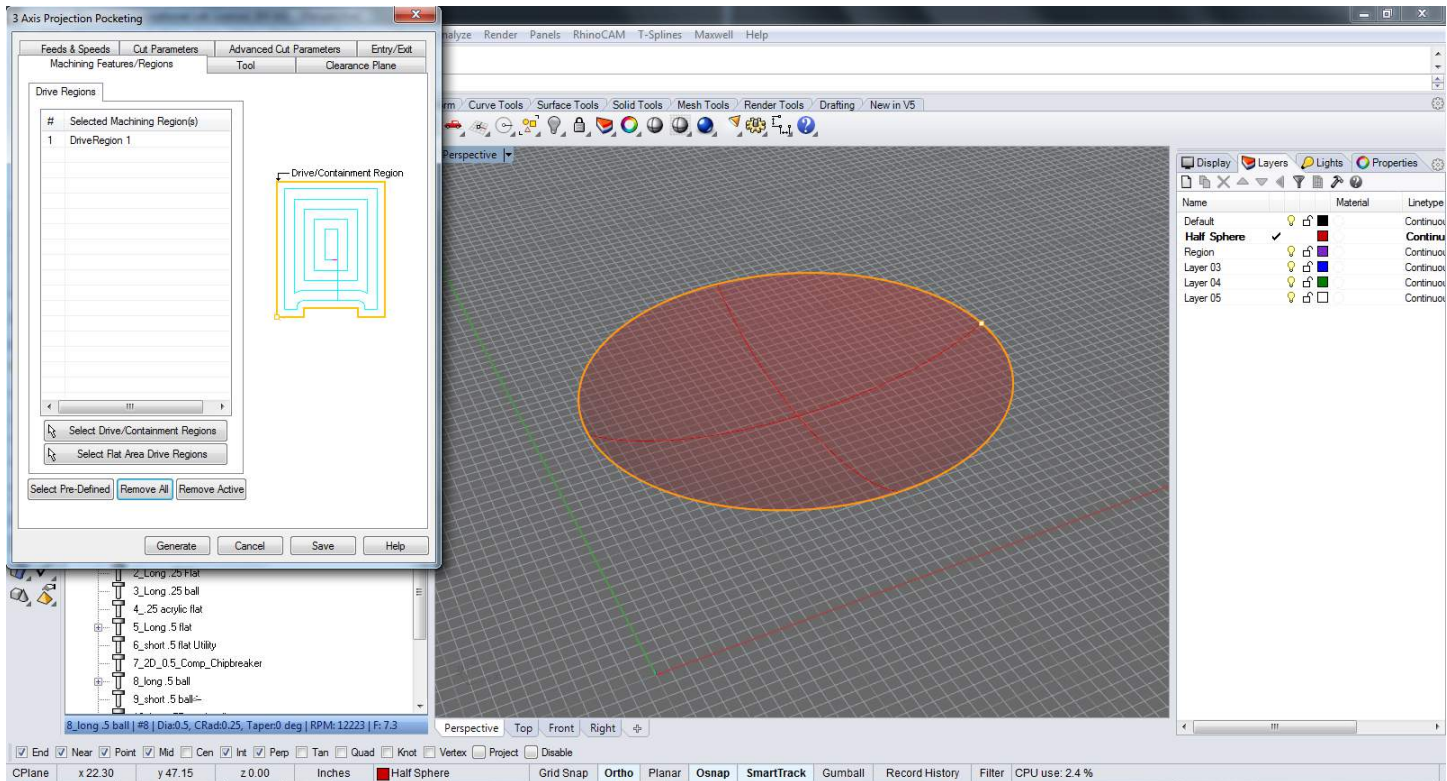 3 Axis Projection Pocketing
Feeds & Speeds Cut Parameters Advanced Cut Parameters Entry/Exit
Machining Features/Regions Tool Clearance Plane
Drive Regions
# Selected Machining Region(s)
1 DriveRegion 1
Drive/Containment Region
Select Drive/Containment Regions
Select Flat Area Drive Regions
Select Pre-Defined Remove All Remove Active
Generate Cancel Save Help
Render Panels RhinoCAM T-Splines Maxwell Help
Curve Tools Surface Tools Solid Tools Mesh Tools Render Tools Drafting New in V5
Perspective
Display Layers Lights Properties
Name Material Linetype
Default Continuou
Half Sphere Continu
Region Continuou
Layer 03 Continuou
Layer 04 Continuou
Layer 05 Continuou
2_Long .25 Flat
3_Long .25 ball
4_.25 acrylic flat
5_Long .5 flat
6_short .5 flat Utility
7_2D_0.5_Comp_Chipbreaker
8_long .5 ball
9_short .5 ball
8_long .5 ball | #8 | Dia:0.5, CRad:0.25, Taper:0 deg | RPM: 12223 | F: 7.3
Perspective Top Front Right
End Near Point Mid Cen Int Perp Tan Quad Knot Vertex Project Disable
CPlane x 22.30 y 47.15 z 0.00 Inches Half Sphere Grid Snap Ortho Planar Osnap SmartTrack Gumball Record History Filter CPU use: 2.4 %